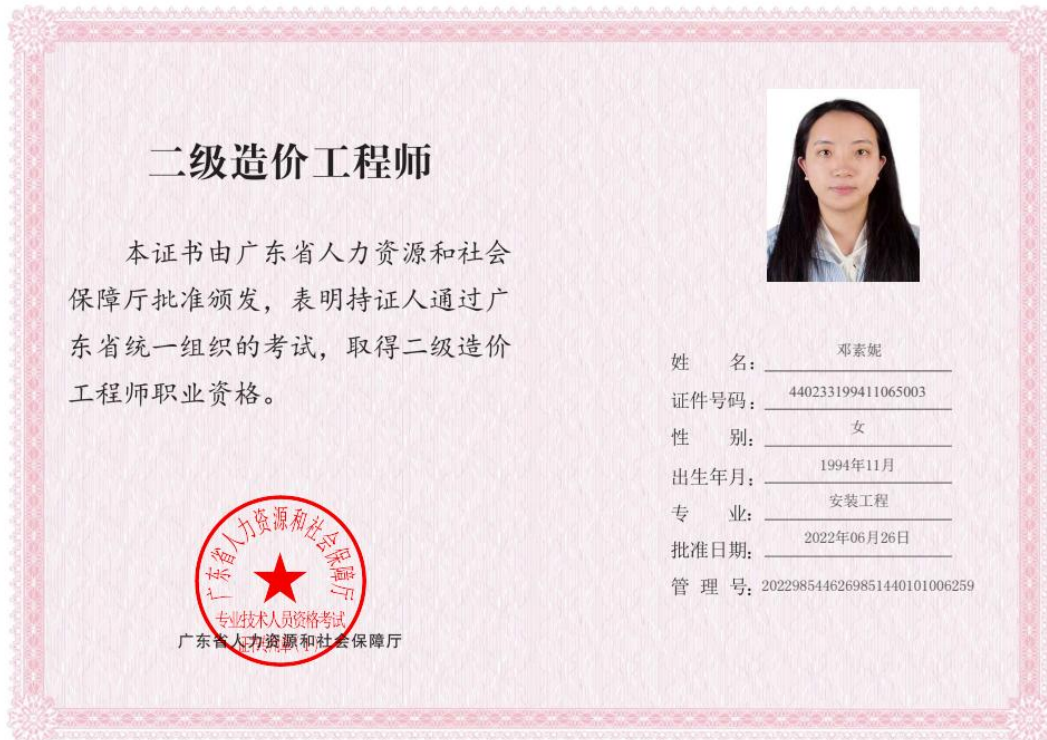 二级造价工程师
本证书由广东省人力资源和社会
保障厅批准颁发，表明持证人通过广
东省统一组织的考试，取得二级造价
工程师职业资格。
广东省人力资源和社会保障厅
专业技术人员资格考试
广东省人力资源和社会保障厅
姓名：邓素妮
证件号码：440233199411065003
性别：女
出生年月：1994年11月
专业：安装工程
批准日期：2022年06月26日
管理号：2022985446269851440101006259